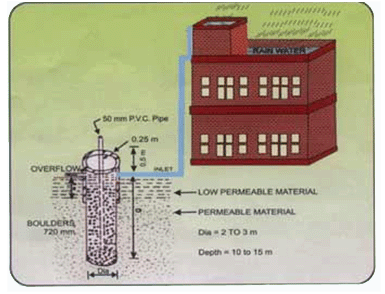 RAIN WATER
50 mm P.V.C. Pipe
0.25 m
0.5 m
OVERFLOW
INLET
LOW PERMEABLE MATERIAL
BOULDERS
720 mm.
PERMEABLE MATERIAL
Dia = 2 TO 3 m
Depth = 10 to 15 m
Dia